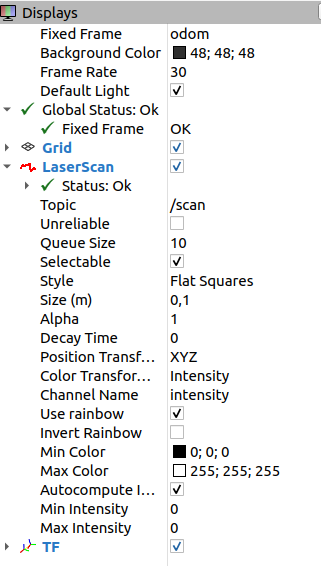 Displays
Fixed Frame odom
Background Color 48; 48; 48
Frame Rate 30
Default Light
Global Status: Ok
Fixed Frame OK
Grid
LaserScan
Status: Ok
Topic /scan
Unreliable
Queue Size 10
Selectable
Style Flat Squares
Size (m) 0,1
Alpha 1
Decay Time 0
Position Transf... XYZ
Color Transfor... Intensity
Channel Name intensity
Use rainbow
Invert Rainbow
Min Color 0; 0; 0
Max Color 255; 255; 255
Autocompute I...
Min Intensity 0
Max Intensity 0
TF